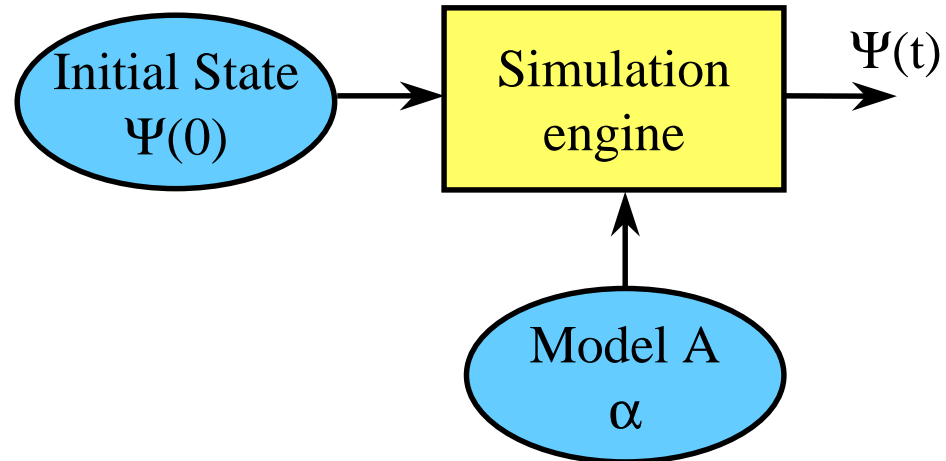 Initial State
Ψ(0)
Simulation
engine
Ψ(t)
Model A
α